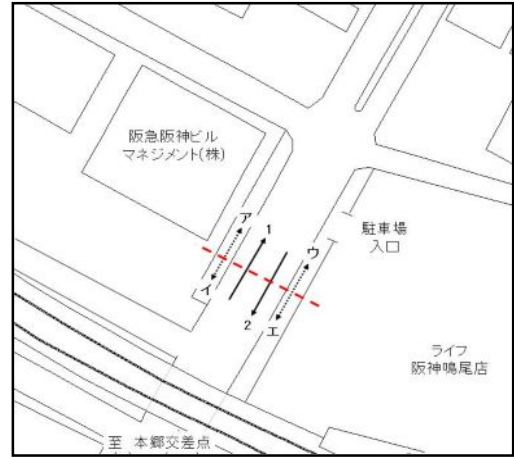 阪急阪神ビル
マネジメント(株)
ア
1
ウ
駐車場
入口
イ
2
エ
ライフ
阪神鳴尾店
至 本郷交差点